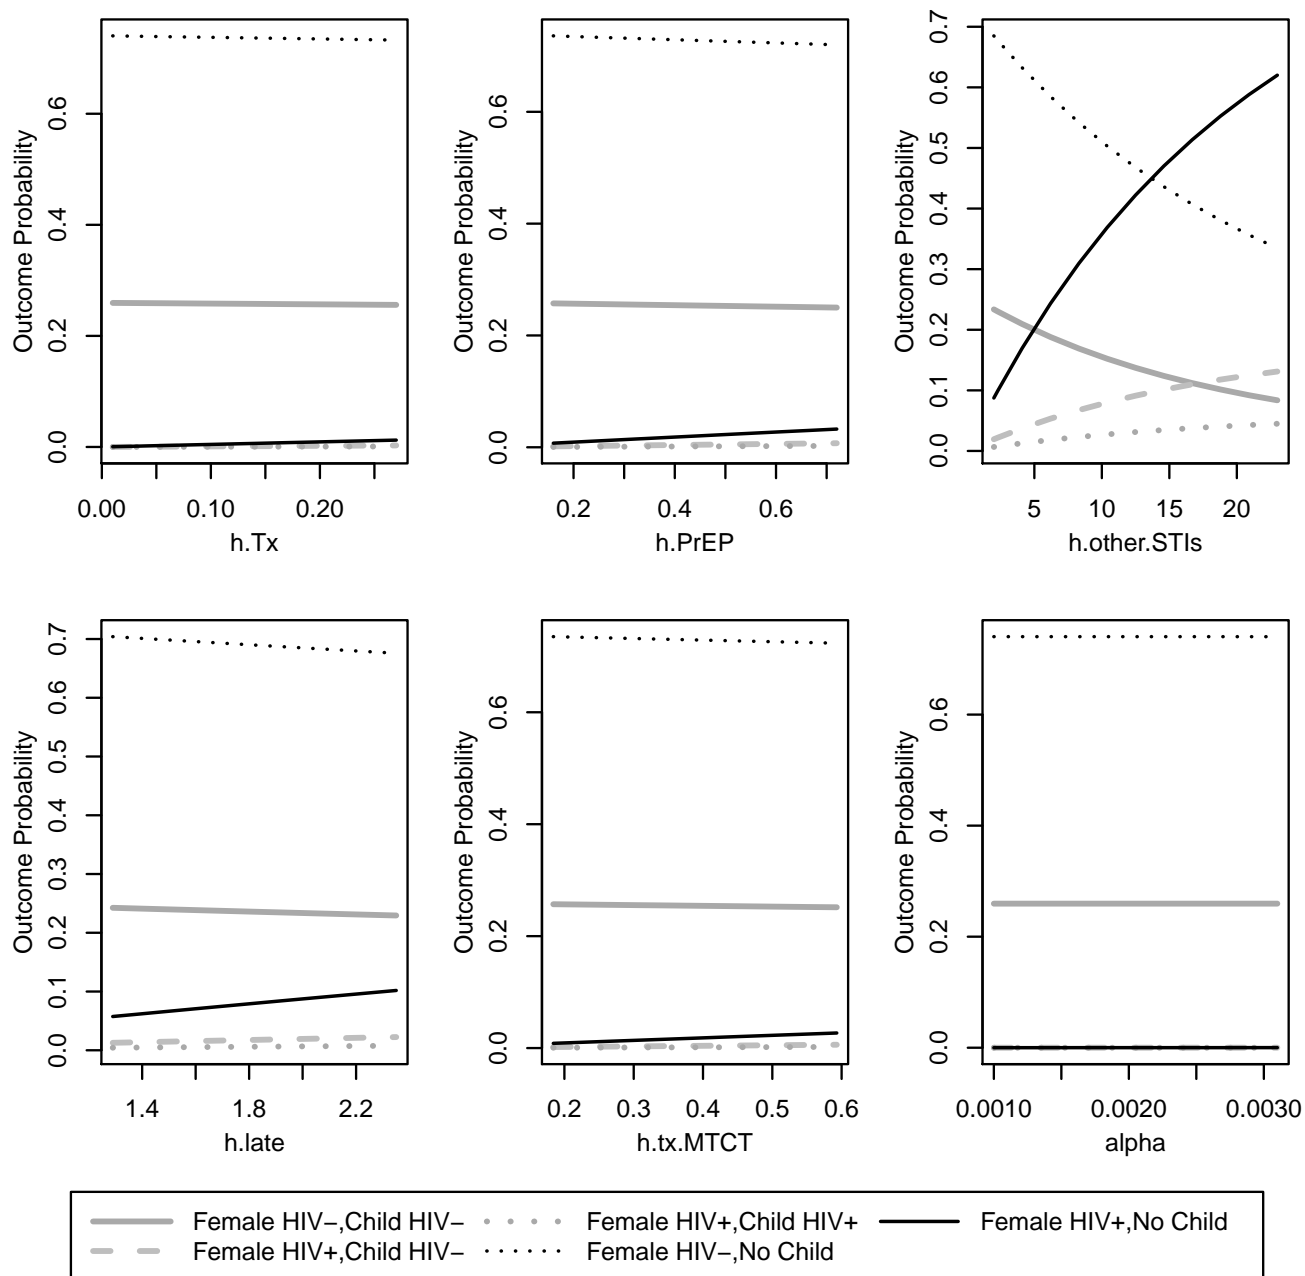 Outcome Probability
0.0 0.2 0.4 0.6
0.00 0.10 0.20
h.Tx
Outcome Probability
0.0 0.2 0.4 0.6
0.2 0.4 0.6
h.PrEP
Outcome Probability
0.0 0.1 0.2 0.3 0.4 0.5 0.6 0.7
5 10 15 20
h.other.STIs
Outcome Probability
0.0 0.1 0.2 0.3 0.4 0.5 0.6 0.7
1.4 1.8 2.2
h.late
Outcome Probability
0.0 0.2 0.4 0.6
0.2 0.3 0.4 0.5 0.6
h.tx.MTCT
Outcome Probability
0.0 0.2 0.4 0.6
0.0010 0.0020 0.0030
alpha
Female HIV−,Child HIV− Female HIV+,Child HIV+ Female HIV+,No Child
Female HIV+,Child HIV− Female HIV−,No Child